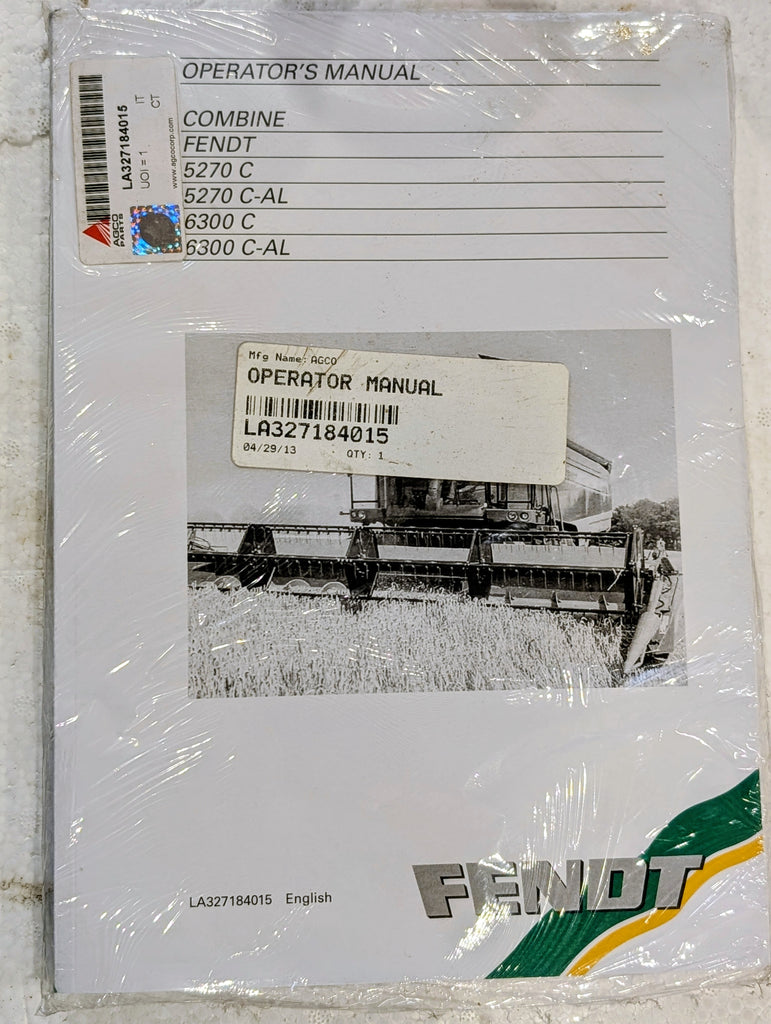 OPERATOR'S MANUAL
COMBINE
FENDT
5270 C
5270 C-AL
6300 C
6300 C-AL
LA327184015 IT
UOI = 1 CT
www.agcocorp.com
AGCO
PARTS
Mfg Name: AGCO
OPERATOR MANUAL
LA327184015
04/29/13 QTY: 1
LA327184015 English
FENDT